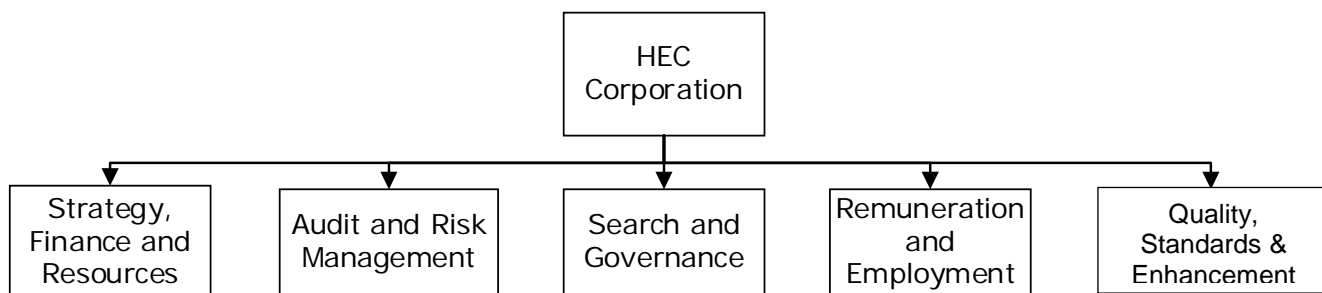 HEC
Corporation
Strategy,
Finance and
Resources
Audit and Risk
Management
Search and
Governance
Remuneration
and
Employment
Quality,
Standards &
Enhancement